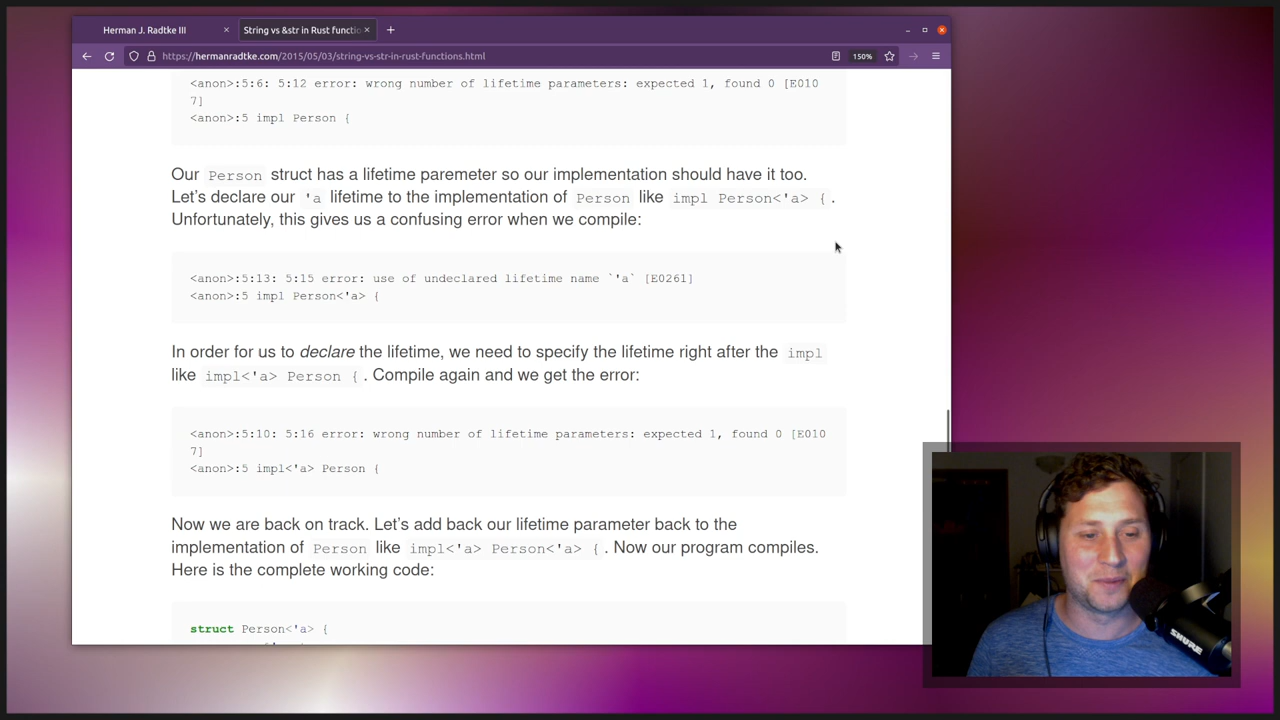 Herman J. Radtke III
String vs &str in Rust functio
https://hermanradtke.com/2015/05/03/string-vs-str-in-rust-functions.html
150%
<anon>:5:6: 5:12 error: wrong number of lifetime parameters: expected 1, found 0 [E010
7]
<anon>:5 impl Person {
Our Person struct has a lifetime paremeter so our implementation should have it too.
Let's declare our 'a lifetime to the implementation of Person like impl Person<'a> {.
Unfortunately, this gives us a confusing error when we compile:
<anon>:5:13: 5:15 error: use of undeclared lifetime name `'a` [E0261]
<anon>:5 impl Person<'a> {
In order for us to declare the lifetime, we need to specify the lifetime right after the impl
like impl<'a> Person { . Compile again and we get the error:
<anon>:5:10: 5:16 error: wrong number of lifetime parameters: expected 1, found 0 [E010
7]
<anon>:5 impl<'a> Person {
Now we are back on track. Let's add back our lifetime parameter back to the
implementation of Person like impl<'a> Person<'a> {. Now our program compiles.
Here is the complete working code:
struct Person<'a> {
SHURE